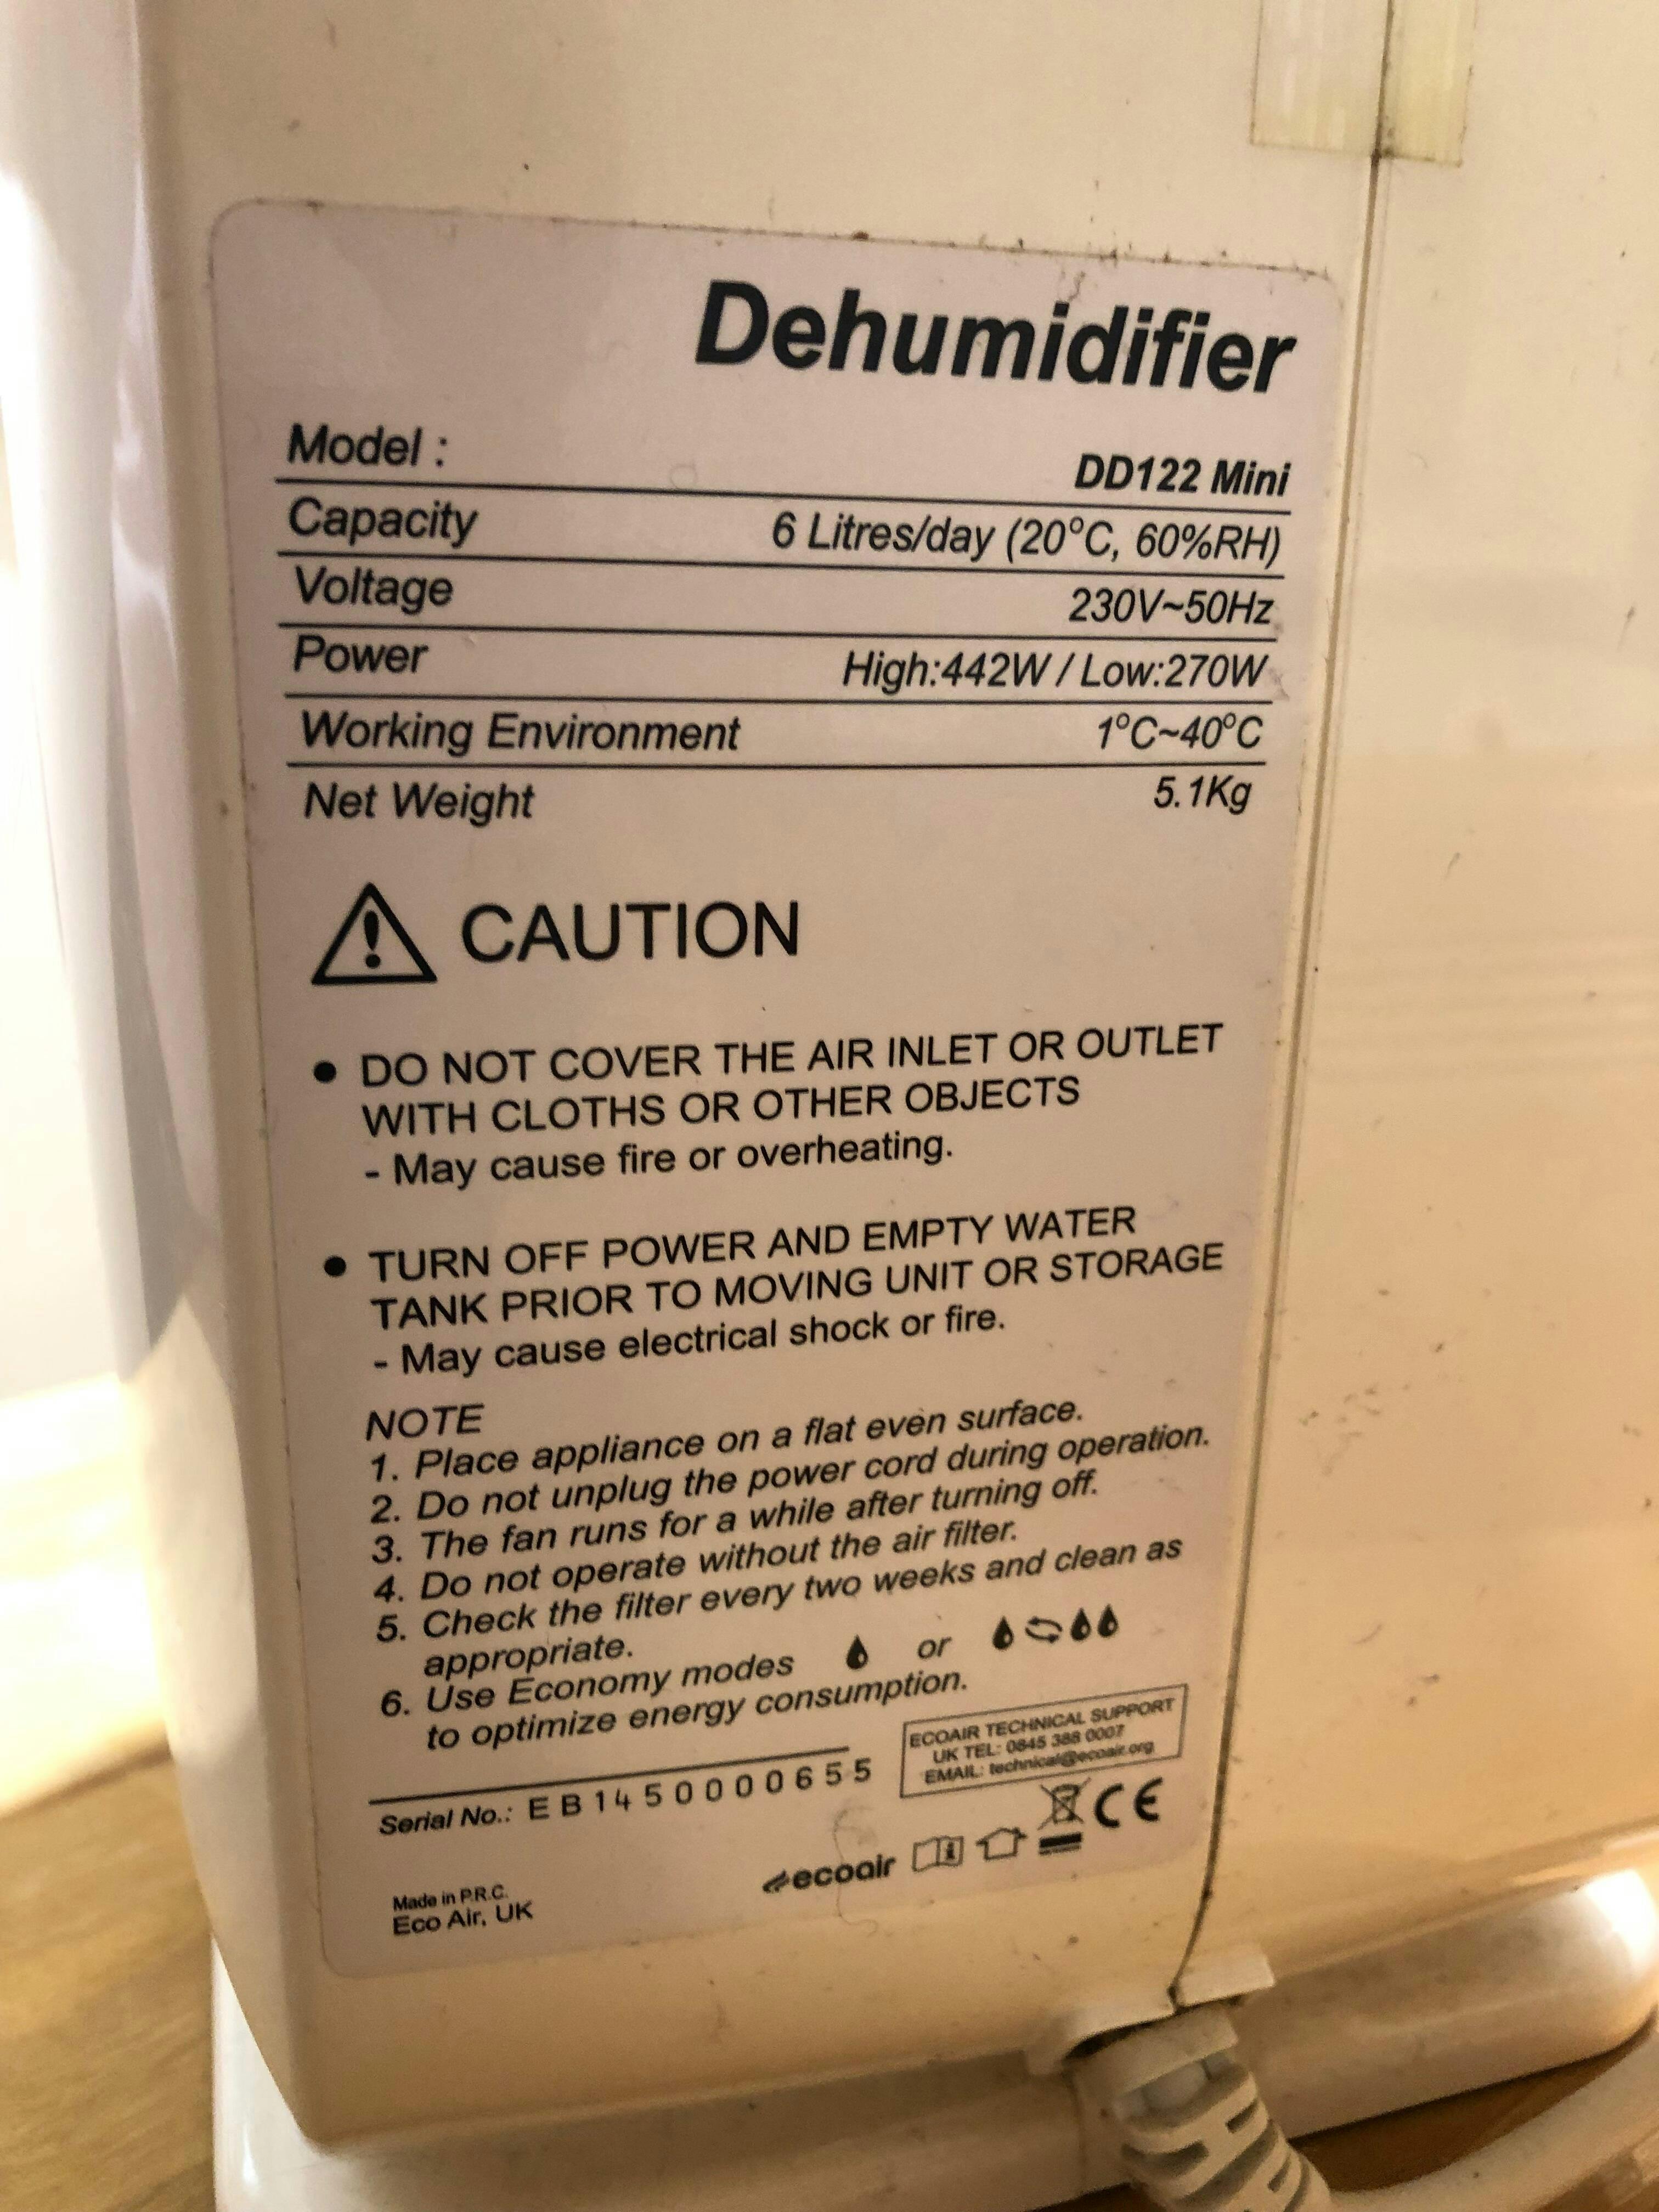 Dehumidifier
Model : DD122 Mini
Capacity 6 Litres/day (20°C, 60%RH)
Voltage 230V~50Hz
Power High:442W / Low:270W
Working Environment 1°C~40°C
Net Weight 5.1Kg
CAUTION
● DO NOT COVER THE AIR INLET OR OUTLET
WITH CLOTHS OR OTHER OBJECTS
- May cause fire or overheating.
● TURN OFF POWER AND EMPTY WATER
TANK PRIOR TO MOVING UNIT OR STORAGE
- May cause electrical shock or fire.
NOTE
1. Place appliance on a flat even surface.
2. Do not unplug the power cord during operation.
3. The fan runs for a while after turning off.
4. Do not operate without the air filter.
5. Check the filter every two weeks and clean as
appropriate.
6. Use Economy modes or
to optimize energy consumption.
ECOAIR TECHNICAL SUPPORT
UK TEL: 0845 388 0007
EMAIL: technical@ecoair.org
Serial No.: EB1450000655
CE
ecoair
Made in P.R.C.
Eco Air, UK